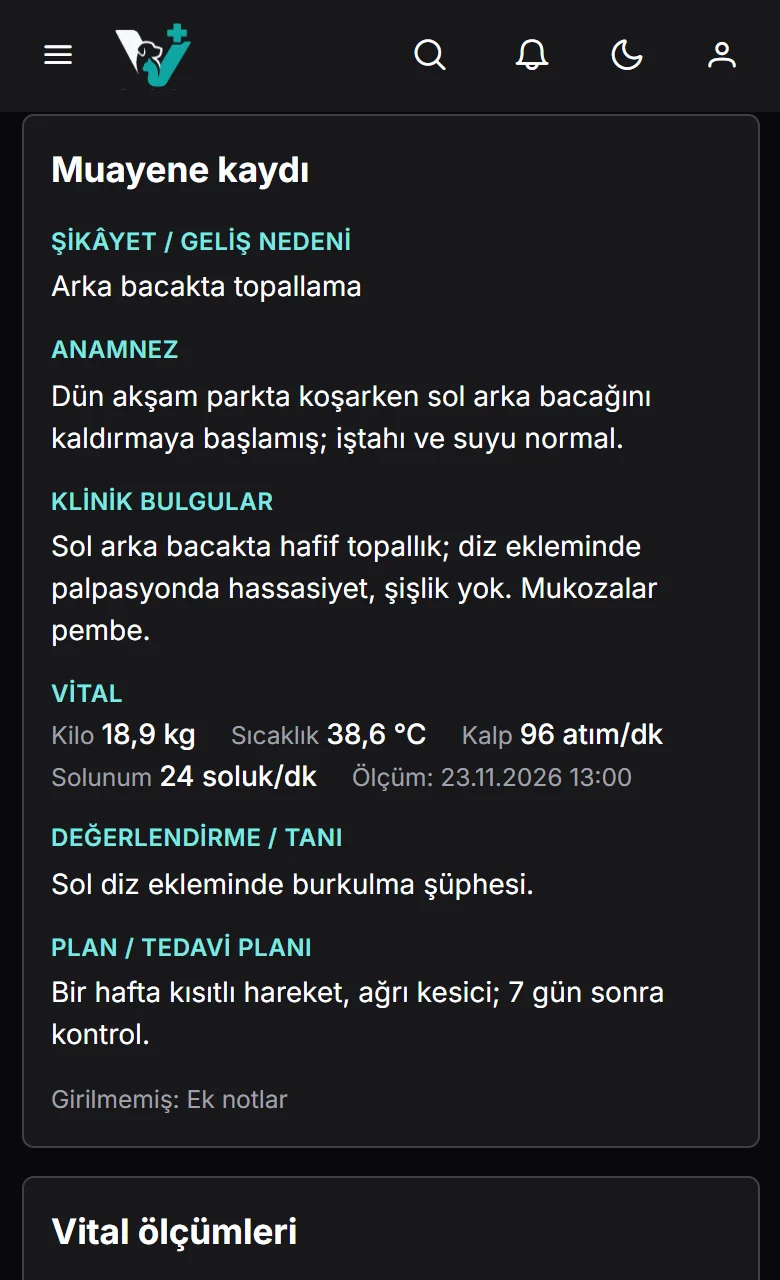 Muayene kaydı
ŞİKÂYET / GELİŞ NEDENİ
Arka bacakta topallama
ANAMNEZ
Dün akşam parkta koşarken sol arka bacağını
kaldırmaya başlamış; iştahı ve suyu normal.
KLİNİK BULGULAR
Sol arka bacakta hafif topallık; diz ekleminde
palpasyonda hassasiyet, şişlik yok. Mukozalar
pembe.
VİTAL
Kilo 18,9 kg Sıcaklık 38,6 °C Kalp 96 atım/dk
Solunum 24 soluk/dk Ölçüm: 23.11.2026 13:00
DEĞERLENDİRME / TANI
Sol diz ekleminde burkulma şüphesi.
PLAN / TEDAVİ PLANI
Bir hafta kısıtlı hareket, ağrı kesici; 7 gün sonra
kontrol.
Girilmemiş: Ek notlar
Vital ölçümleri